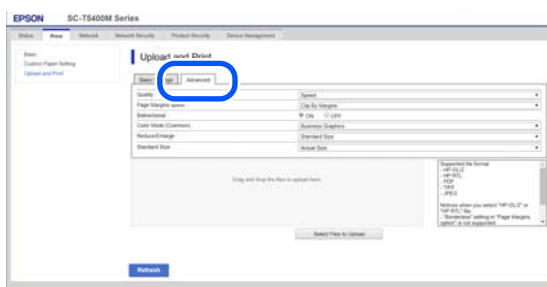 EPSON SC-T5400M Series
Status Print Network Network Security Product Security Device Management
Basic
Custom Paper Setting
Upload and Print
Upload and Print
Basic Advanced
Quality : Speed
Page Margins option : Clip By Margins
Bidirectional : ON OFF
Color Mode (Common) : Business Graphics
Reduce/Enlarge : Standard Size
Standard Size : Actual Size
Drag and drop the files to upload here.
Supported file format
- HP-GL/2
- HP RTL
- PDF
- TIFF
- JPEG
Notices when you select "HP-GL/2" or
"HP RTL" file.
- "Borderless" setting or "Page Margins
option" is not supported
Select Files to Upload
Refresh